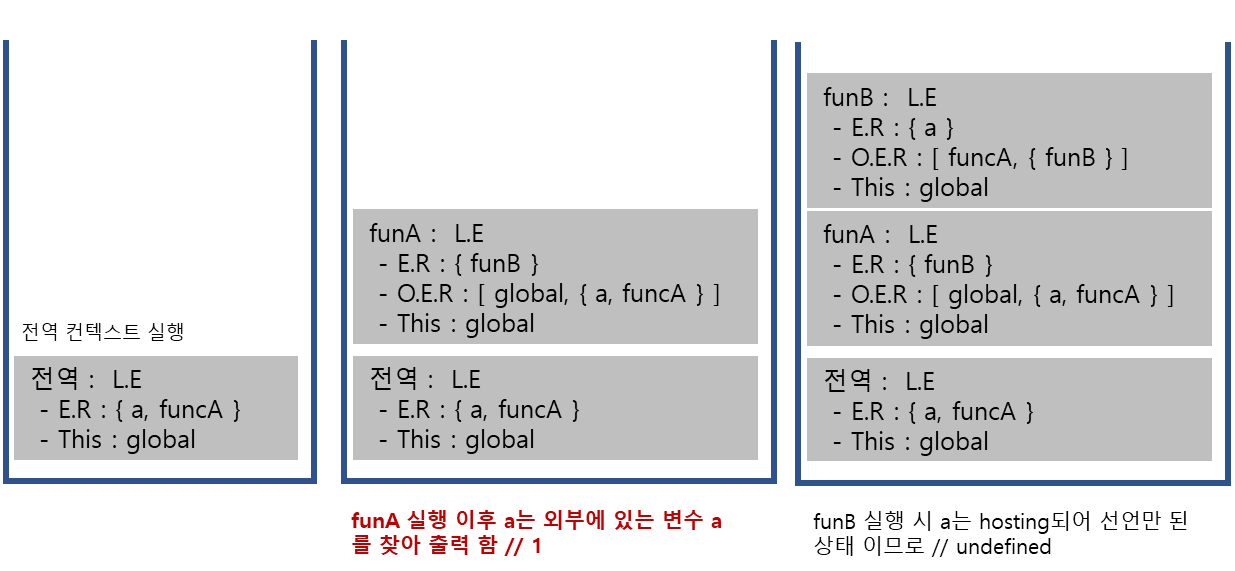 전역 컨텍스트 실행
전역 : L.E
- E.R : { a, funcA }
- This : global
funA : L.E
- E.R : { funB }
- O.E.R : [ global, { a, funcA } ]
- This : global
전역 : L.E
- E.R : { a, funcA }
- This : global
funA 실행 이후 a는 외부에 있는 변수 a
를 찾아 출력 함 // 1
funB : L.E
- E.R : { a }
- O.E.R : [ funcA, { funB } ]
- This : global
funA : L.E
- E.R : { funB }
- O.E.R : [ global, { a, funcA } ]
- This : global
전역 : L.E
- E.R : { a, funcA }
- This : global
funB 실행 시 a는 hosting되어 선언만 된
상태 이므로 // undefined